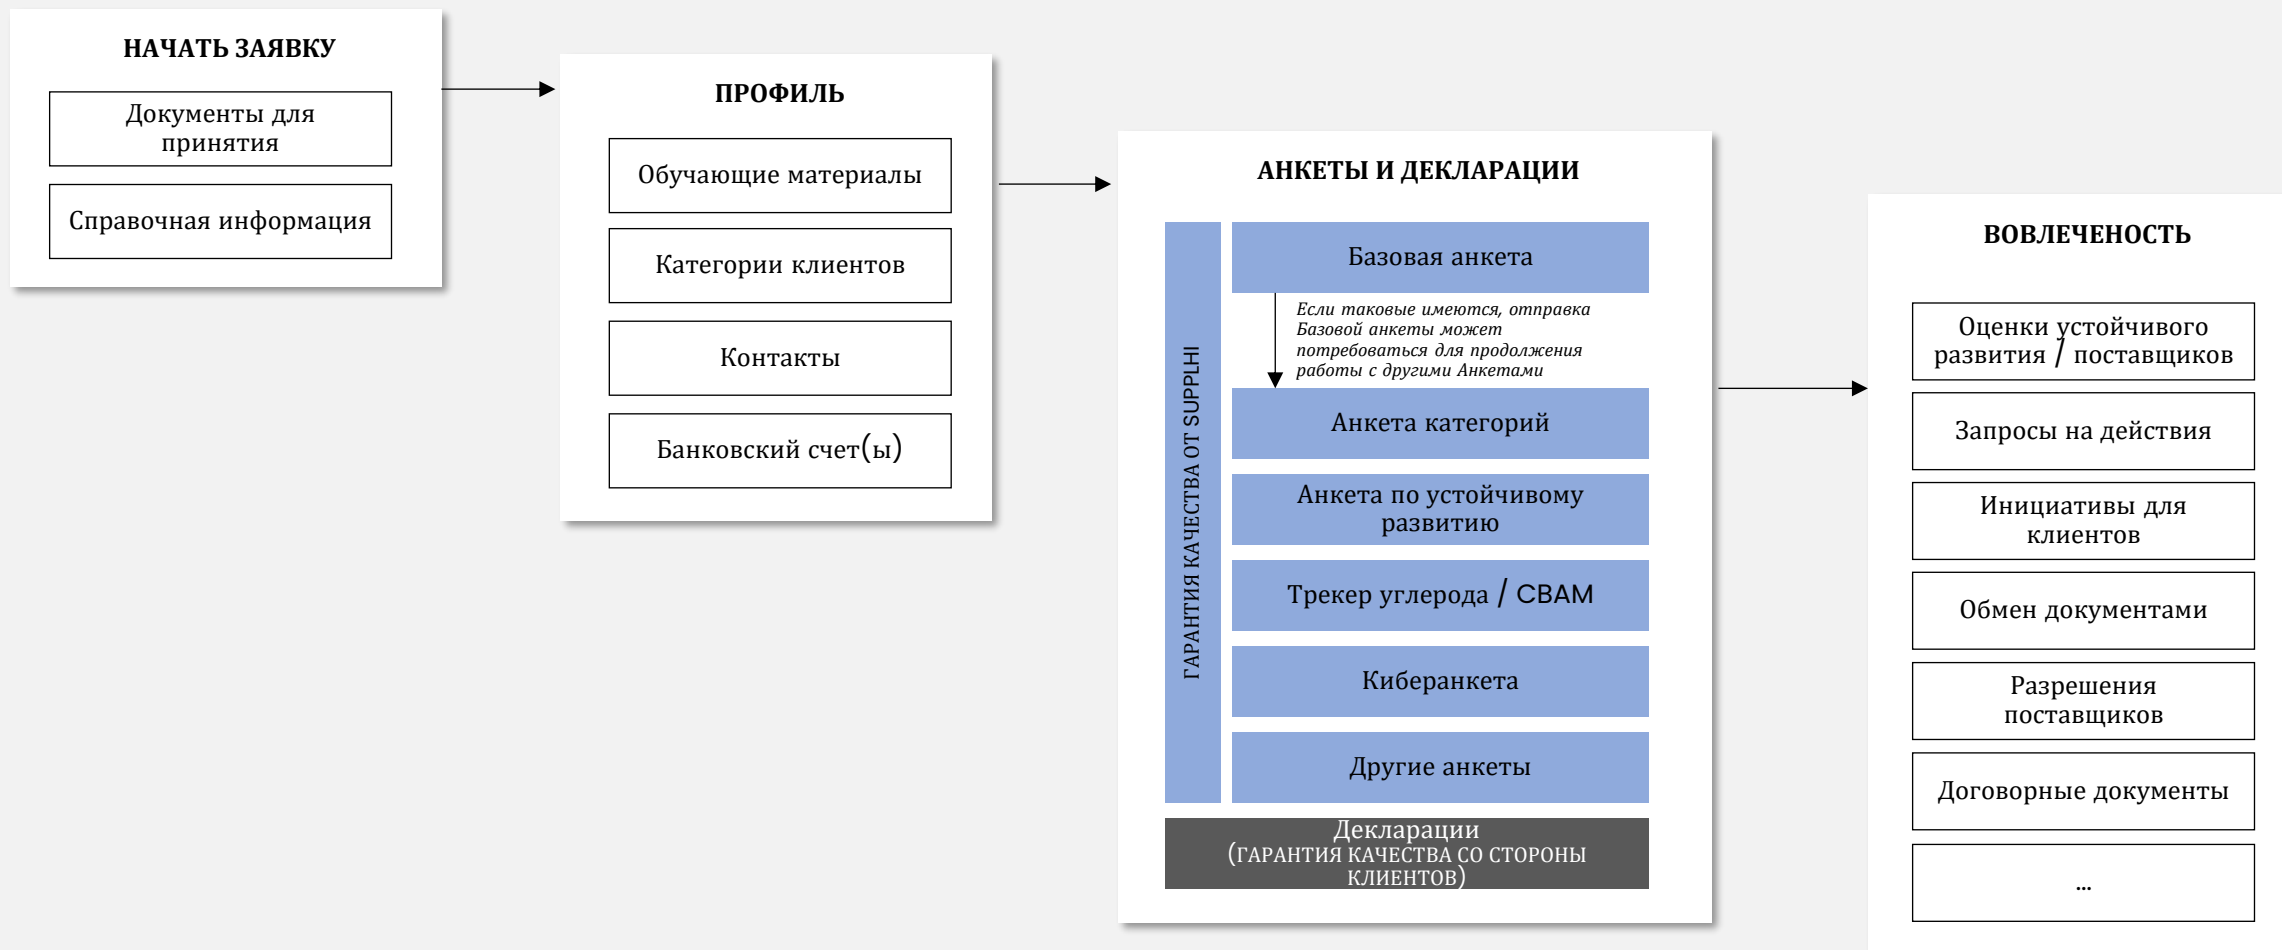 НАЧАТЬ ЗАЯВКУ
Документы для
принятия
Справочная информация
ПРОФИЛЬ
Обучающие материалы
Категории клиентов
Контакты
Банковский счет(ы)
АНКЕТЫ И ДЕКЛАРАЦИИ
ГАРАНТИЯ КАЧЕСТВА ОТ SUPPLHI
Базовая анкета
Если таковые имеются, отправка
Базовой анкеты может
потребоваться для продолжения
работы с другими Анкетами
Анкета категорий
Анкета по устойчивому
развитию
Трекер углерода / CBAM
Киберанкета
Другие анкеты
Декларации
(ГАРАНТИЯ КАЧЕСТВА СО СТОРОНЫ
КЛИЕНТОВ)
ВОВЛЕЧЕНОСТЬ
Оценки устойчивого
развития / поставщиков
Запросы на действия
Инициативы для
клиентов
Обмен документами
Разрешения
поставщиков
Договорные документы
...